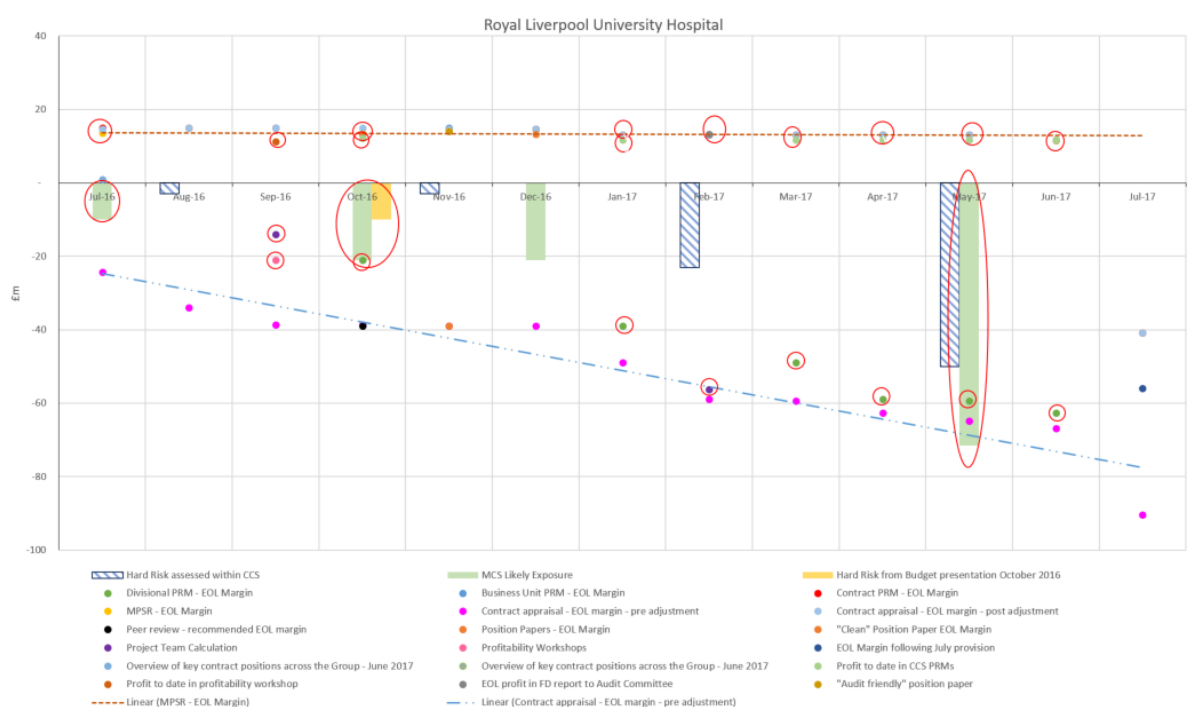 Royal Liverpool University Hospital
40
20
-
Jul-16 Aug-16 Sep-16 Oct-16 Nov-16 Dec-16 Jan-17 Feb-17 Mar-17 Apr-17 May-17 Jun-17 Jul-17
-20
£m
-40
-60
-80
-100
Hard Risk assessed within CCS MCS Likely Exposure Hard Risk from Budget presentation October 2016
Divisional PRM - EOL Margin Business Unit PRM - EOL Margin Contract PRM - EOL Margin
MPSR - EOL Margin Contract appraisal - EOL margin - pre adjustment Contract appraisal - EOL margin - post adjustment
Peer review - recommended EOL margin Position Papers - EOL Margin "Clean" Position Paper EOL Margin
Project Team Calculation Profitability Workshops EOL Margin following July provision
Overview of key contract positions across the Group - June 2017 Overview of key contract positions across the Group - June 2017 Profit to date in CCS PRMs
Profit to date in profitability workshop EOL profit in FD report to Audit Committee "Audit friendly" position paper
Linear (MPSR - EOL Margin) Linear (Contract appraisal - EOL margin - pre adjustment)